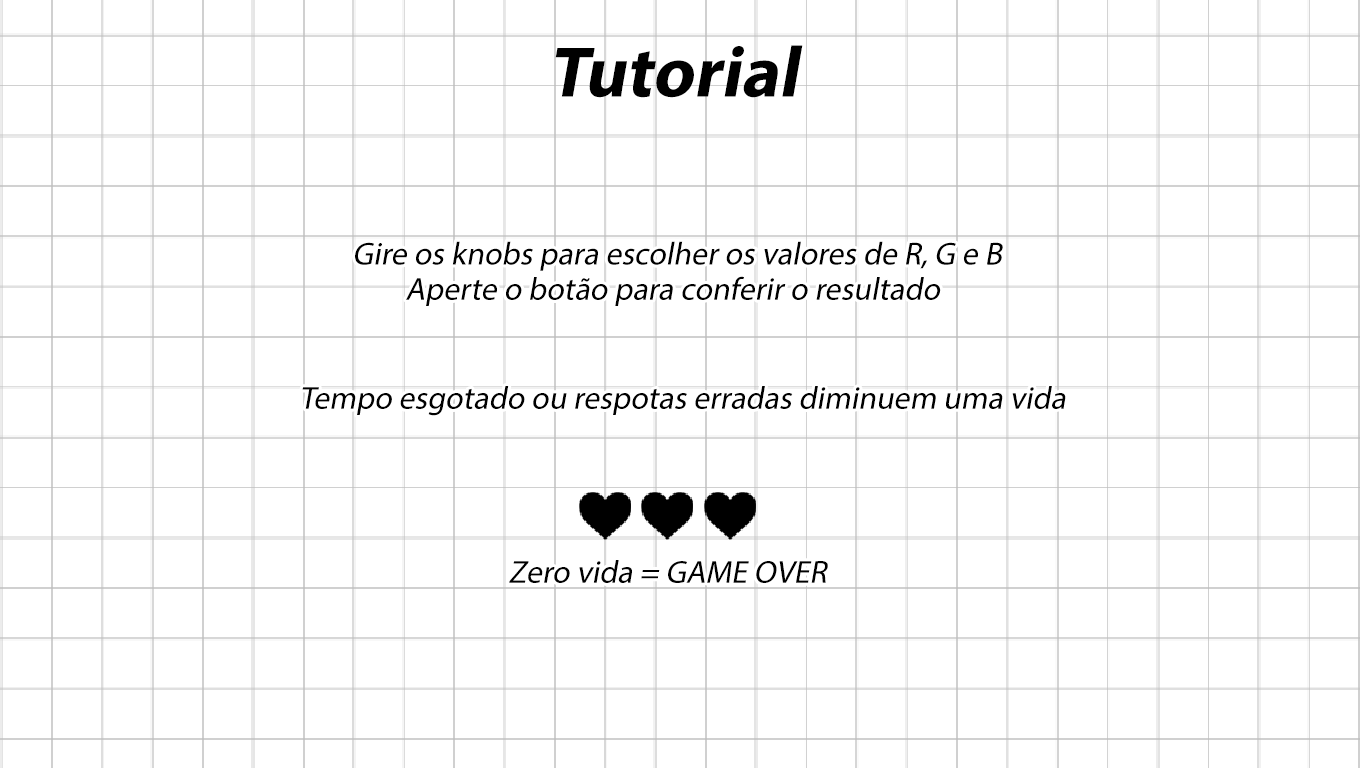 Tutorial
Gire os knobs para escolher os valores de R, G e B
Aperte o botão para conferir o resultado
Tempo esgotado ou respotas erradas diminuem uma vida
Zero vida = GAME OVER